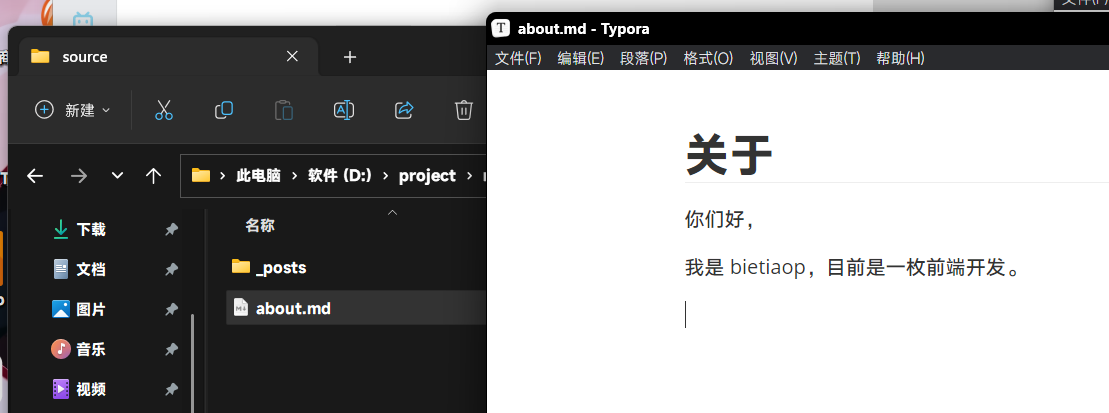 about.md - Typora
文件(F) 编辑(E) 段落(P) 格式(O) 视图(V) 主题(T) 帮助(H)
source
新建
此电脑 软件 (D:) project
下载
文档
图片
音乐
视频
名称
_posts
about.md
关于
你们好，
我是 bietiaop，目前是一枚前端开发。